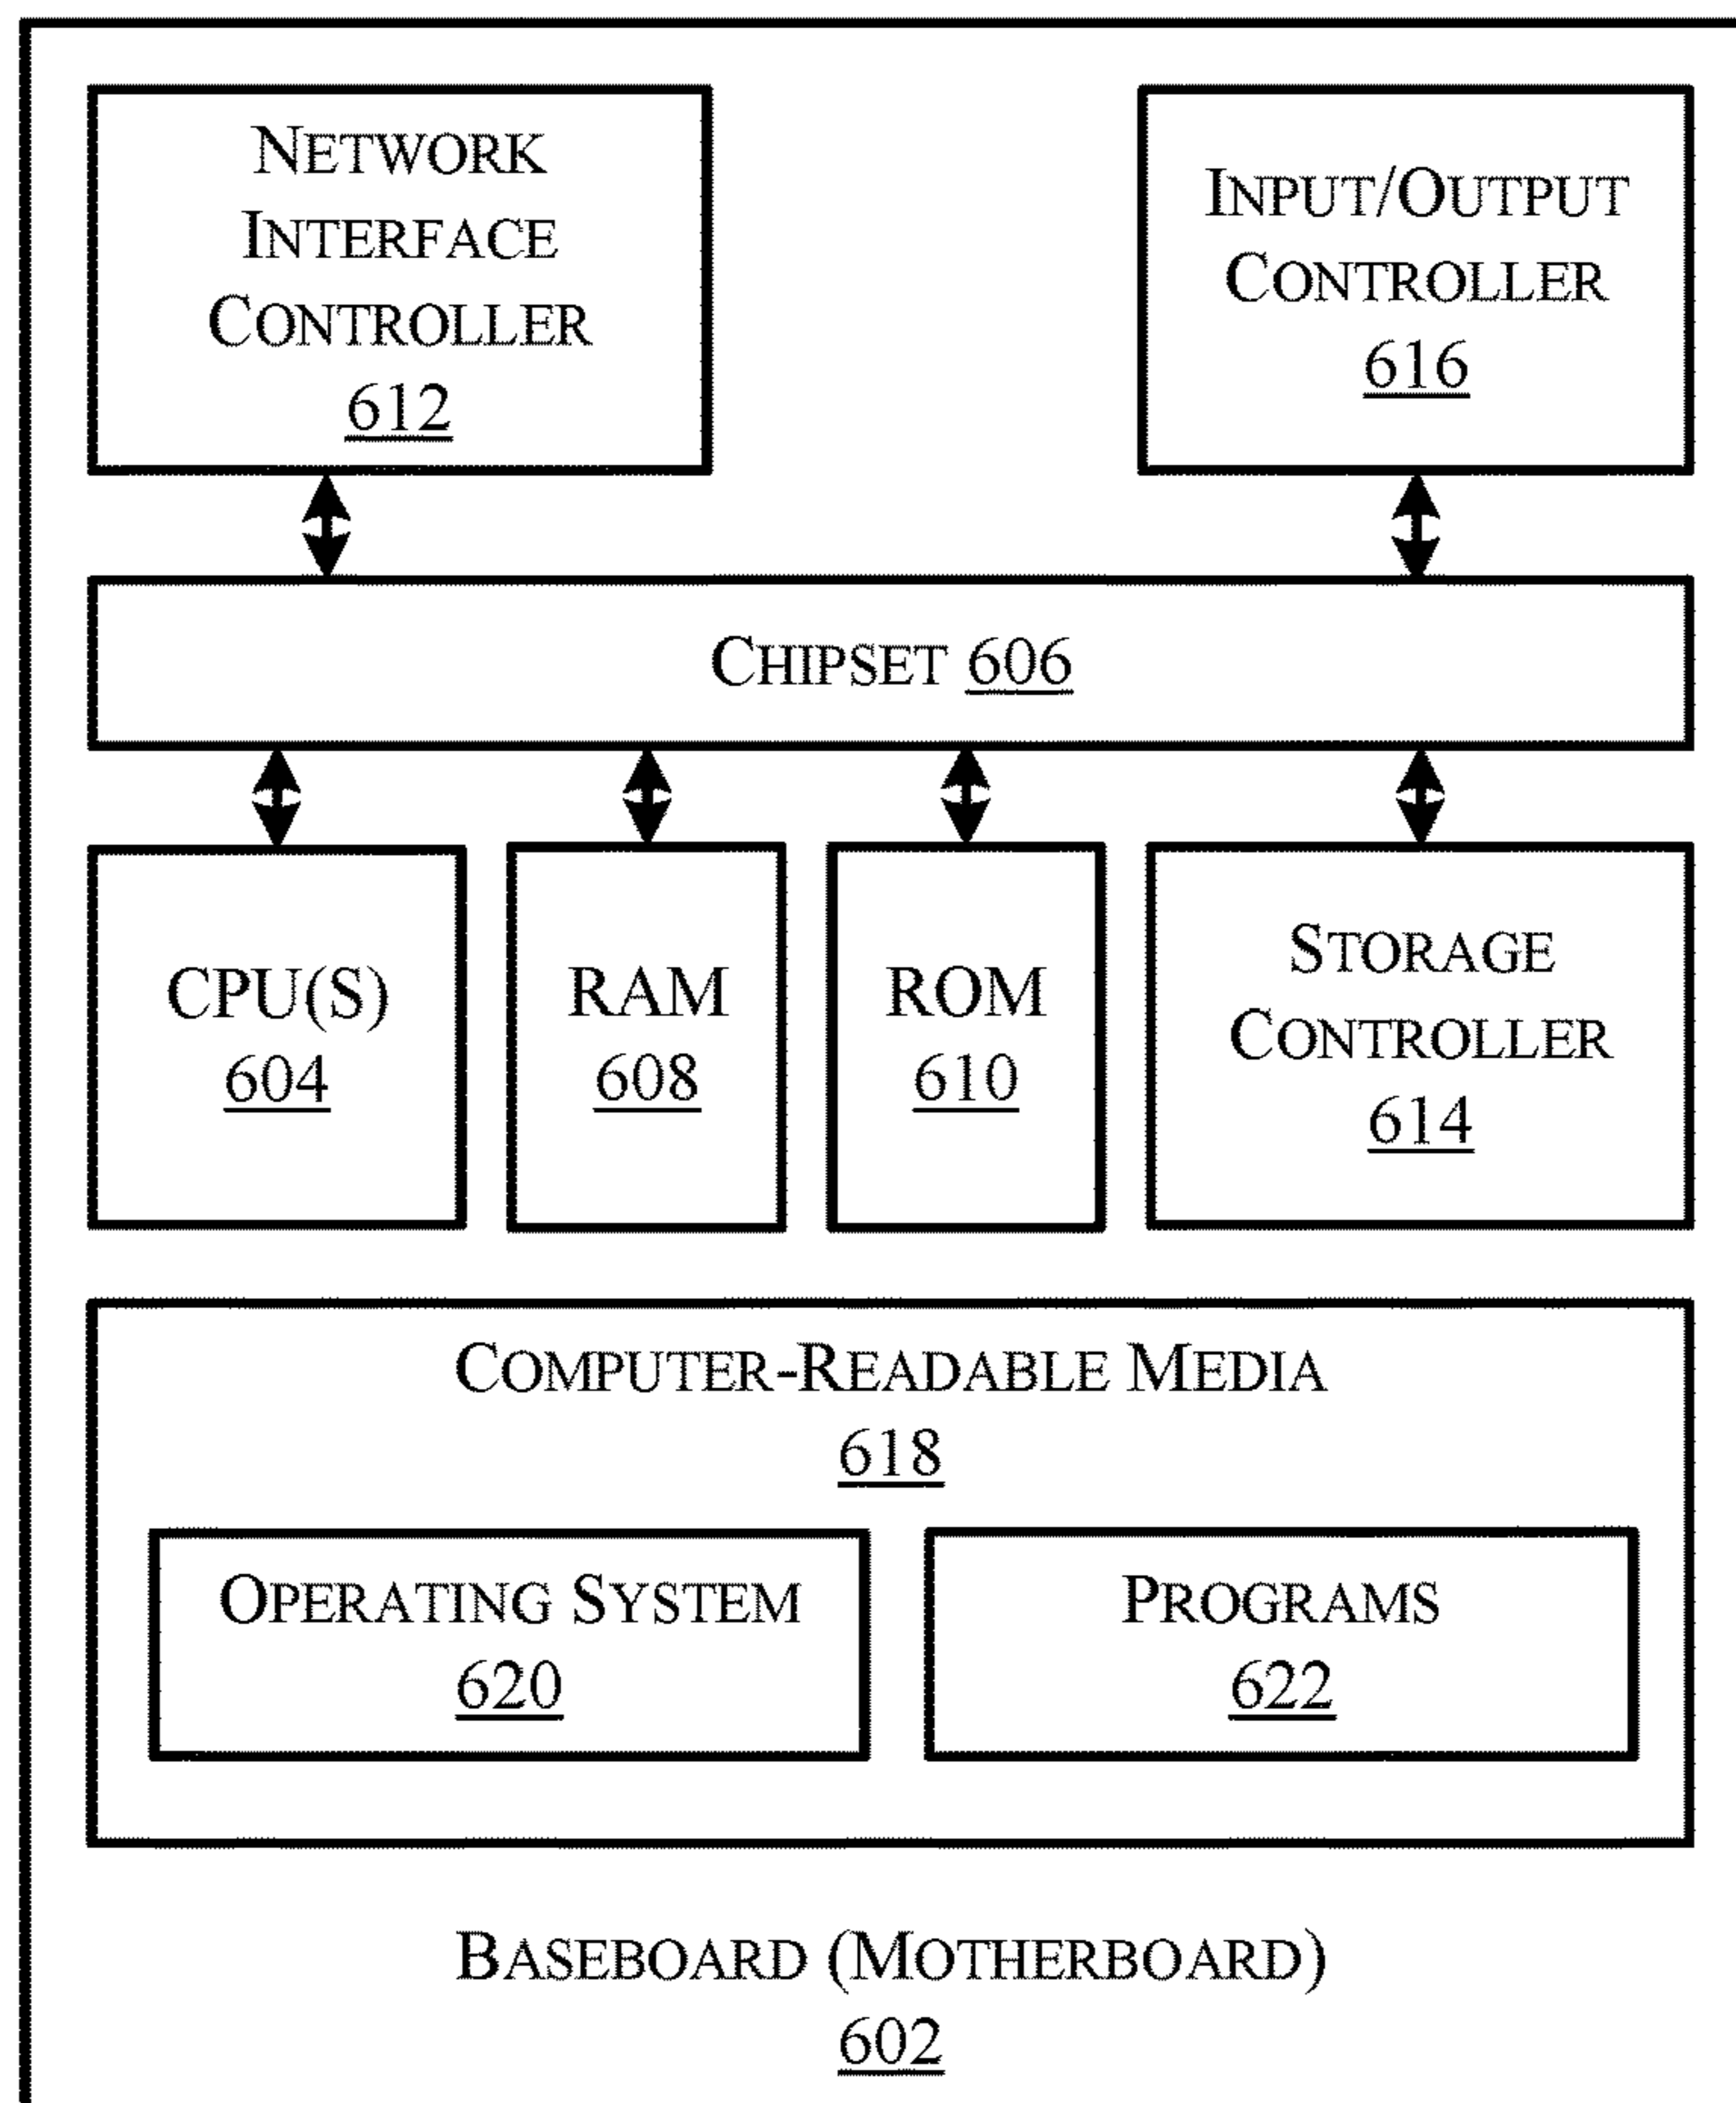 NETWORK
INTERFACE
CONTROLLER
612
INPUT/OUTPUT
CONTROLLER
616
CHIPSET 606
CPU(S)
604
RAM
608
ROM
610
STORAGE
CONTROLLER
614
COMPUTER-READABLE MEDIA
618
OPERATING SYSTEM
620
PROGRAMS
622
BASEBOARD (MOTHERBOARD)
602